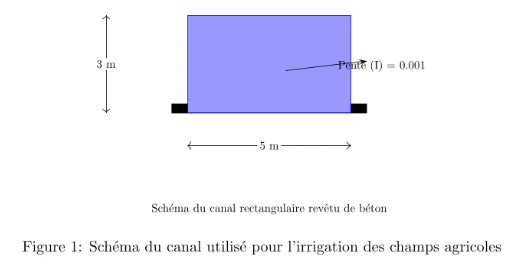 3 m
Pente (I) = 0.001
5 m
Schéma du canal rectangulaire revêtu de béton
Figure 1: Schéma du canal utilisé pour l'irrigation des champs agricoles